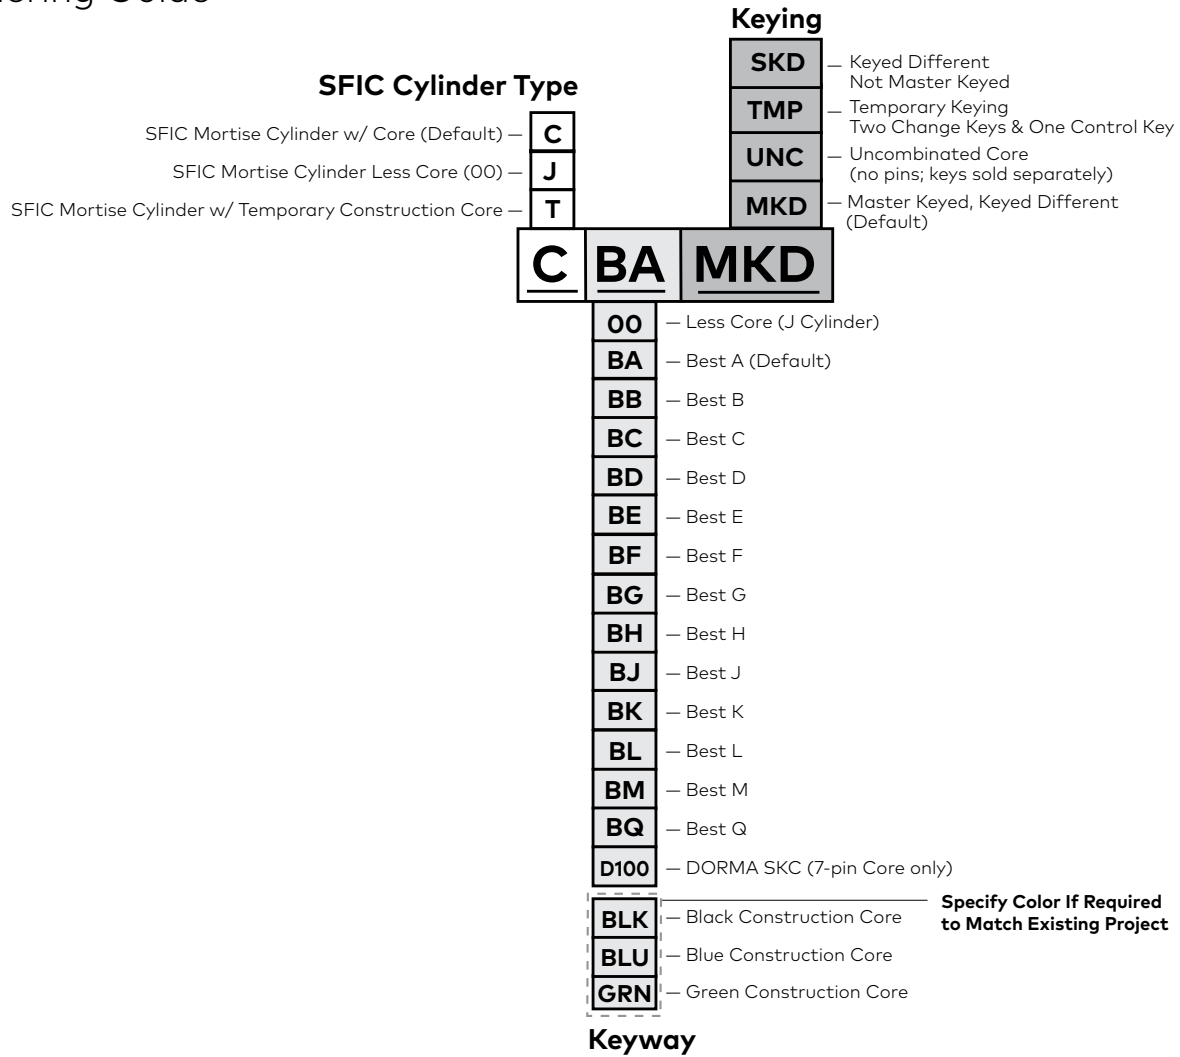 Guide
Keying
SKD — Keyed Different
Not Master Keyed
TMP — Temporary Keying
Two Change Keys & One Control Key
UNC — Uncombinated Core
(no pins; keys sold separately)
MKD — Master Keyed, Keyed Different
(Default)
SFIC Cylinder Type
SFIC Mortise Cylinder w/ Core (Default) — C
SFIC Mortise Cylinder Less Core (00) — J
SFIC Mortise Cylinder w/ Temporary Construction Core — T
C BA MKD
00 — Less Core (J Cylinder)
BA — Best A (Default)
BB — Best B
BC — Best C
BD — Best D
BE — Best E
BF — Best F
BG — Best G
BH — Best H
BJ — Best J
BK — Best K
BL — Best L
BM — Best M
BQ — Best Q
D100 — DORMA SKC (7-pin Core only)
Specify Color If Required
to Match Existing Project
BLK — Black Construction Core
BLU — Blue Construction Core
GRN — Green Construction Core
Keyway